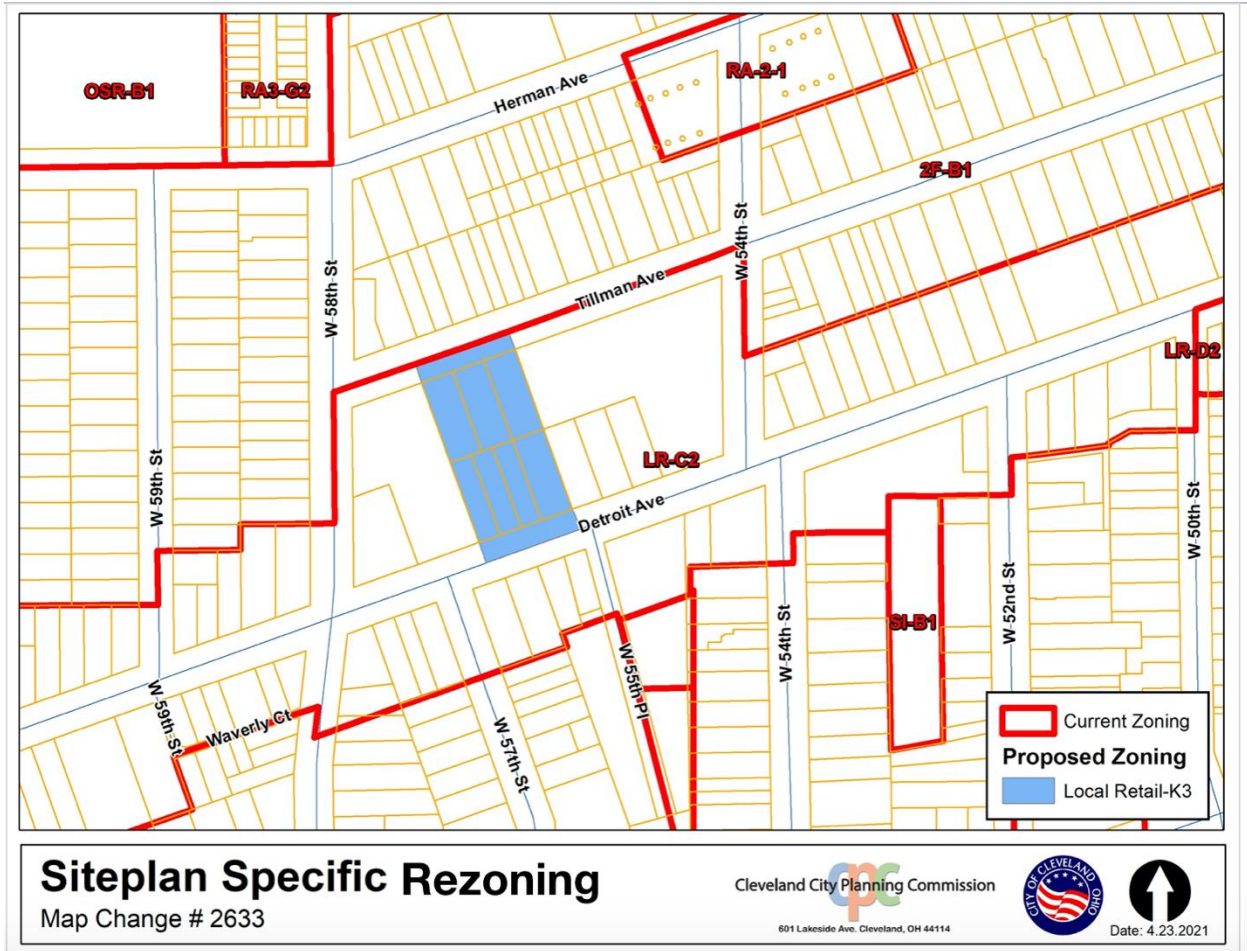 OSR-B1
RA3-G2
RA-2-1
Herman Ave
2F-B1
W 54th St
W 58th St
Tillman Ave
LR-D2
W 59th St
LR-C2
Detroit Ave
W 50th St
W 54th St
SI-B1
W 52nd St
W 55th Pl
W 59th St
Waverly Ct
W 57th St
Current Zoning
Proposed Zoning
Local Retail-K3
Siteplan Specific Rezoning
Map Change # 2633
cpc
Cleveland City Planning Commission
601 Lakeside Ave. Cleveland, OH 44114
CITY OF CLEVELAND
OHIO
Date: 4.23.2021